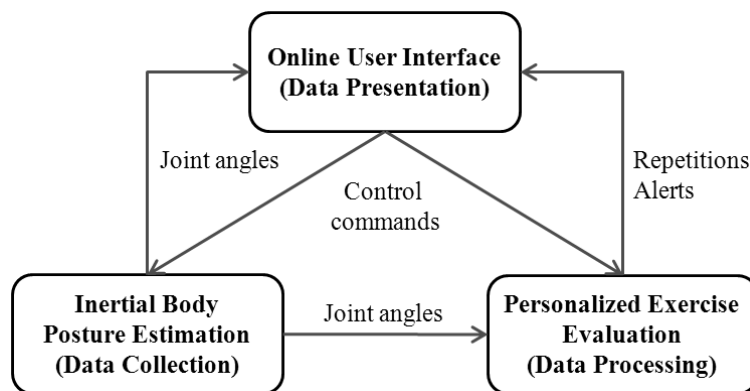 Online User Interface
(Data Presentation)
Joint angles
Control
commands
Repetitions
Alerts
Inertial Body
Posture Estimation
(Data Collection)
Joint angles
Personalized Exercise
Evaluation
(Data Processing)